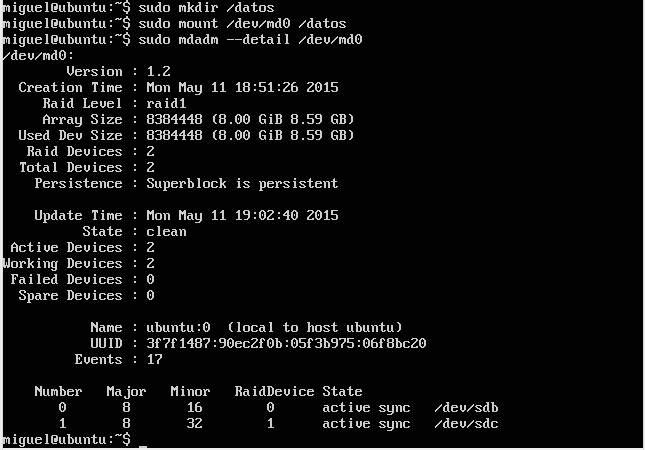 miguel@ubuntu:~$ sudo mkdir /datos
miguel@ubuntu:~$ sudo mount /dev/md0 /datos
miguel@ubuntu:~$ sudo mdadm --detail /dev/md0
/dev/md0:
Version : 1.2
Creation Time : Mon May 11 18:51:26 2015
Raid Level : raid1
Array Size : 8384448 (8.00 GiB 8.59 GB)
Used Dev Size : 8384448 (8.00 GiB 8.59 GB)
Raid Devices : 2
Total Devices : 2
Persistence : Superblock is persistent
Update Time : Mon May 11 19:02:40 2015
State : clean
Active Devices : 2
Working Devices : 2
Failed Devices : 0
Spare Devices : 0
Name : ubuntu:0 (local to host ubuntu)
UUID : 3f7f1487:90ec2f0b:05f3b975:06f8bc20
Events : 17
Number Major Minor RaidDevice State
0 8 16 0 active sync /dev/sdb
1 8 32 1 active sync /dev/sdc
miguel@ubuntu:~$ _